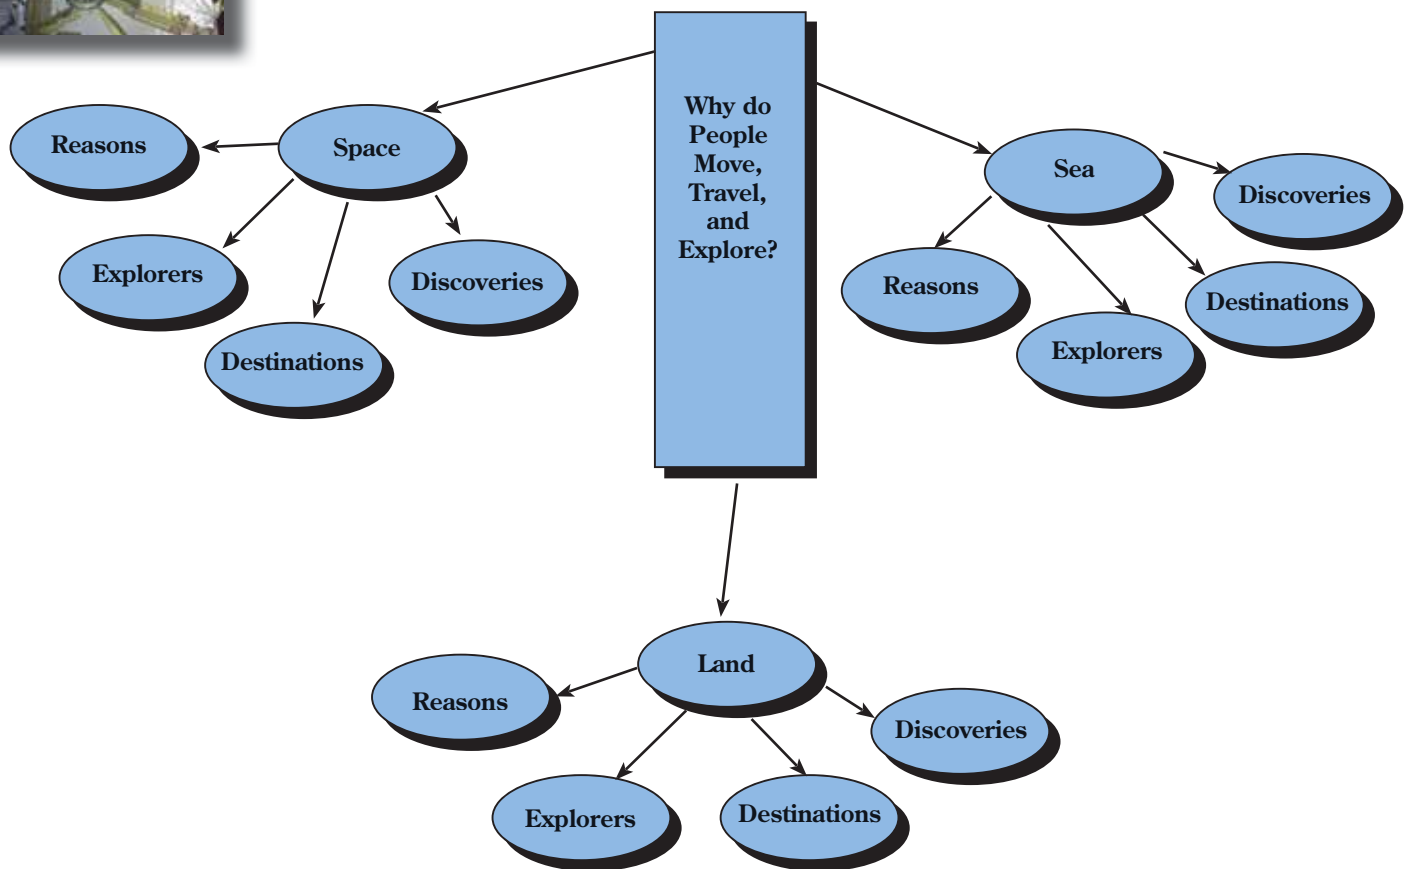 Why do
People
Move,
Travel,
and
Explore?
Space
Reasons
Explorers
Destinations
Discoveries
Sea
Reasons
Explorers
Destinations
Discoveries
Land
Reasons
Explorers
Destinations
Discoveries